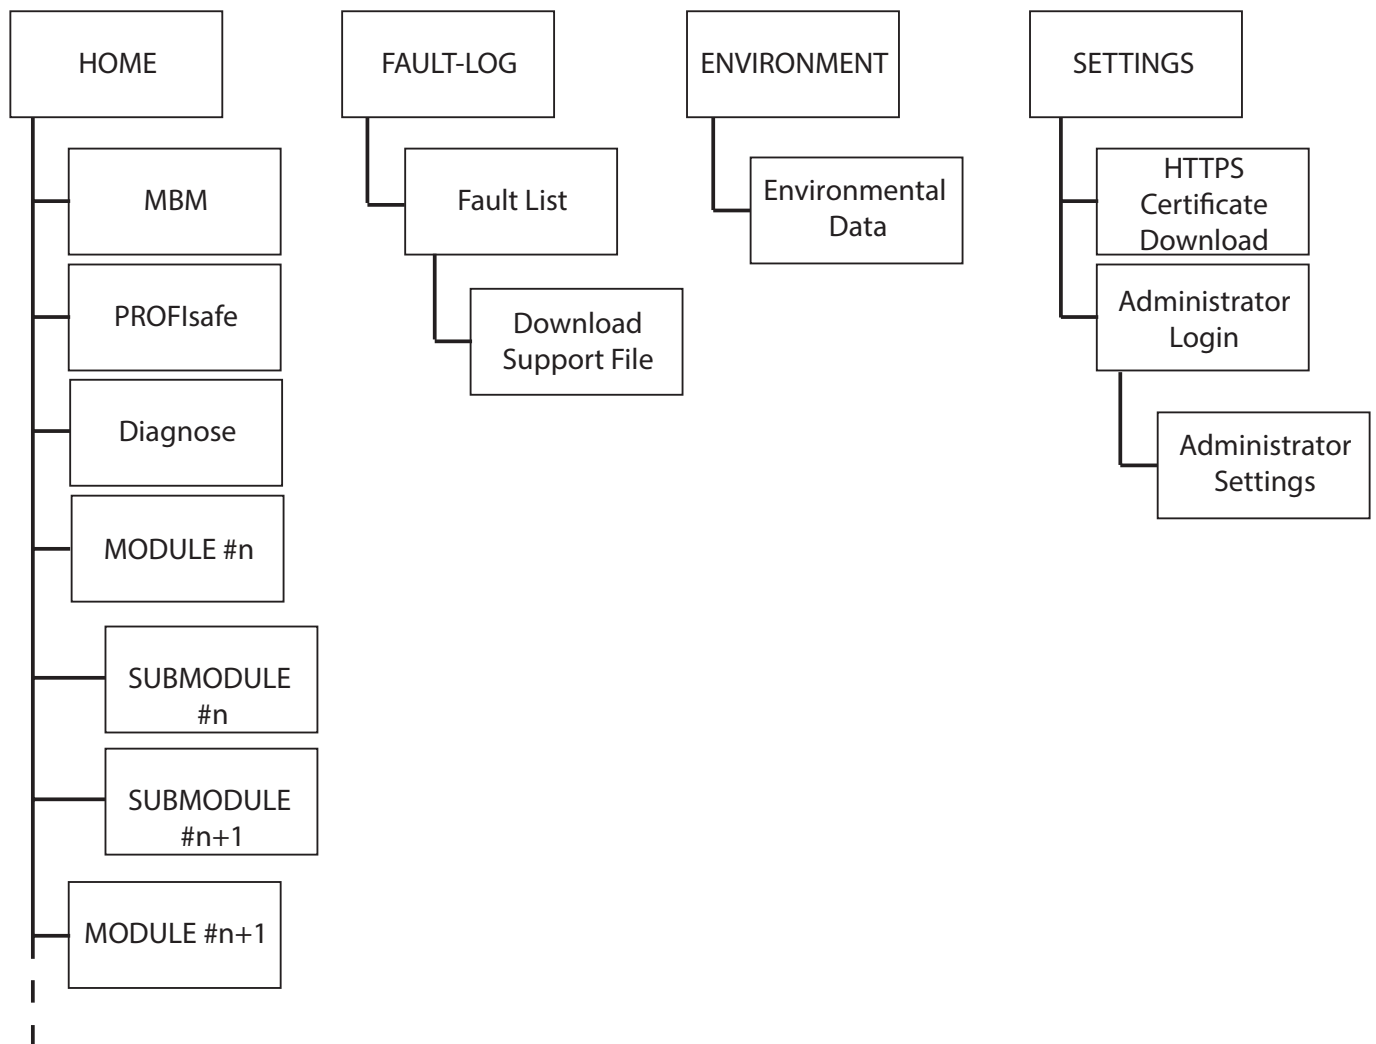 HOME
MBM
PROFIsafe
Diagnose
MODULE #n
SUBMODULE
#n
SUBMODULE
#n+1
MODULE #n+1
FAULT-LOG
Fault List
Download
Support File
ENVIRONMENT
Environmental
Data
SETTINGS
HTTPS
Certificate
Download
Administrator
Login
Administrator
Settings